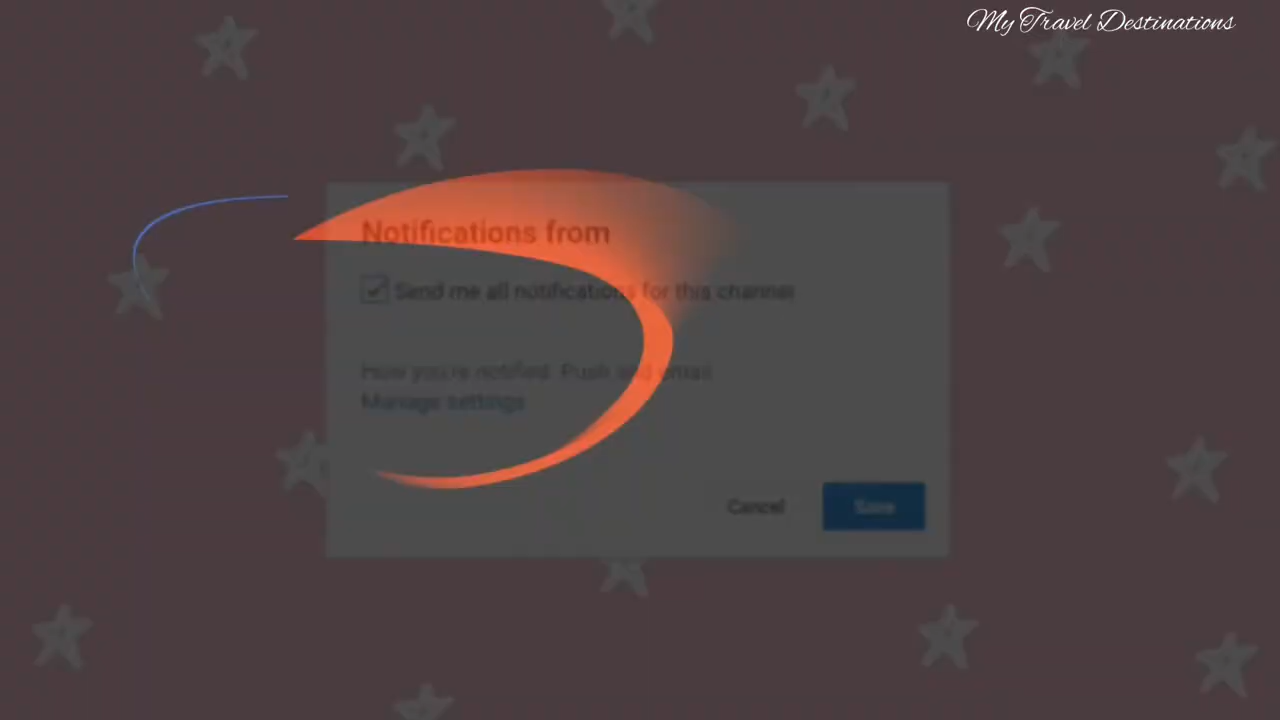 My Travel Destinations
Notifications from
Send me all notifications for this channel
How you're notified: Push and email
Manage settings
Cancel
Save